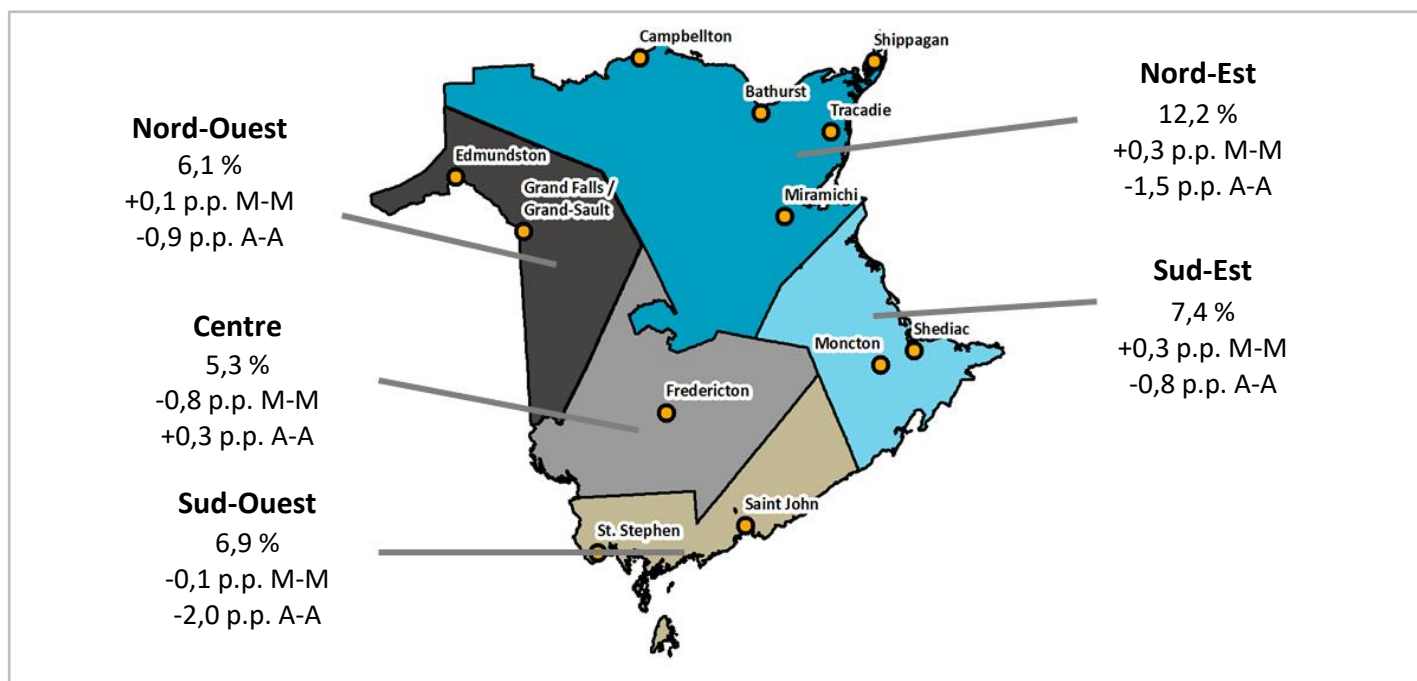 Nord-Ouest
6,1 %
+0,1 p.p. M-M
-0,9 p.p. A-A
Centre
5,3 %
-0,8 p.p. M-M
+0,3 p.p. A-A
Sud-Ouest
6,9 %
-0,1 p.p. M-M
-2,0 p.p. A-A
Campbellton
Shippagan
Bathurst
Tracadie
Edmundston
Grand Falls /
Grand-Sault
Miramichi
Moncton
Shediac
Fredericton
Saint John
St. Stephen
Nord-Est
12,2 %
+0,3 p.p. M-M
-1,5 p.p. A-A
Sud-Est
7,4 %
+0,3 p.p. M-M
-0,8 p.p. A-A